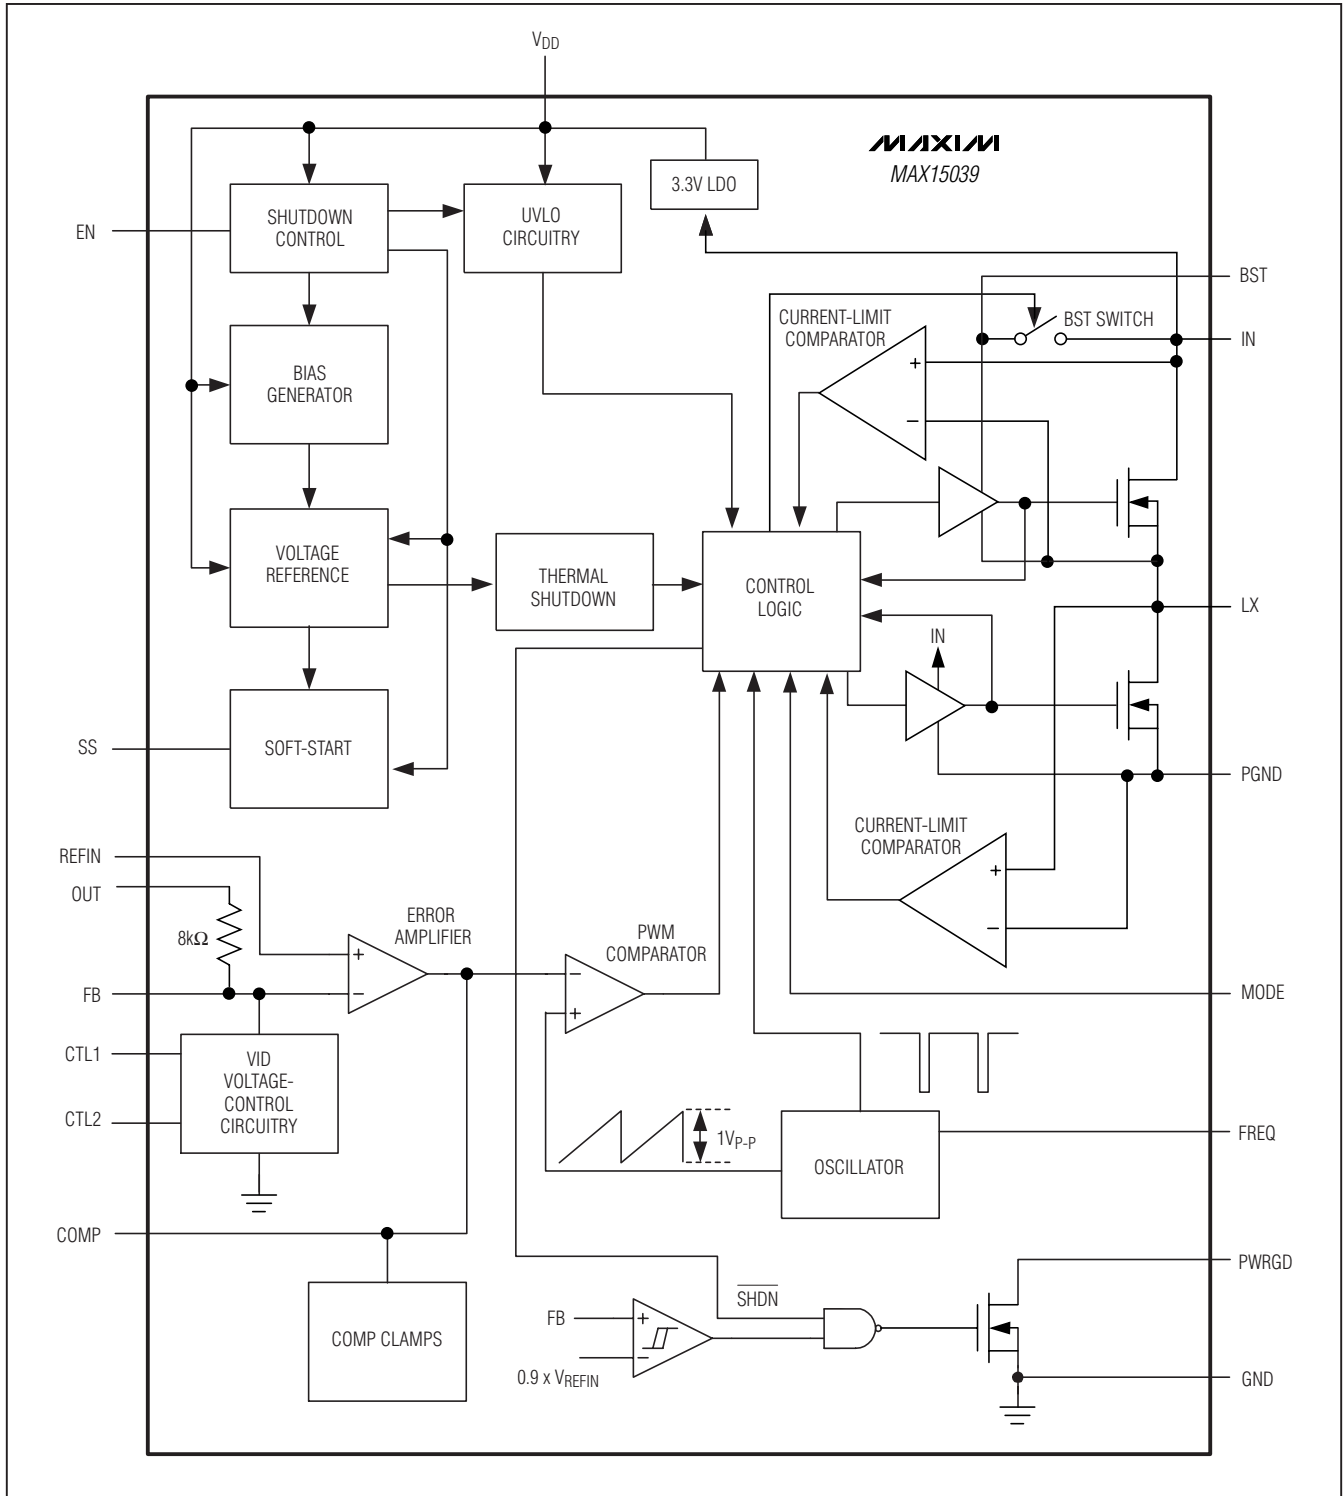 VDD
MAXIM
MAX15039
3.3V LDO
SHUTDOWN
CONTROL
UVLO
CIRCUITRY
EN
BST
CURRENT-LIMIT
COMPARATOR
BST SWITCH
IN
+
−
BIAS
GENERATOR
VOLTAGE
REFERENCE
THERMAL
SHUTDOWN
CONTROL
LOGIC
LX
IN
SS
SOFT-START
PGND
CURRENT-LIMIT
COMPARATOR
+
−
REFIN
OUT
8kΩ
ERROR
AMPLIFIER
+
−
PWM
COMPARATOR
−
+
FB
MODE
CTL1
CTL2
VID
VOLTAGE-
CONTROL
CIRCUITRY
1VP-P
OSCILLATOR
FREQ
COMP
COMP CLAMPS
PWRGD
SHDN
FB
+
−
0.9 x VREFIN
GND